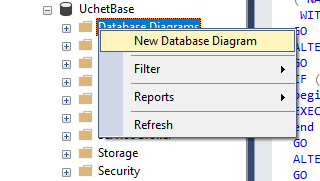 UchetBase
Database Diagrams
New Database Diagram
Filter
Reports
Refresh
Storage
Security
WIT
GO
ALTE
GO
IF (
begi
EXEC
end
GO
ALTE
GO